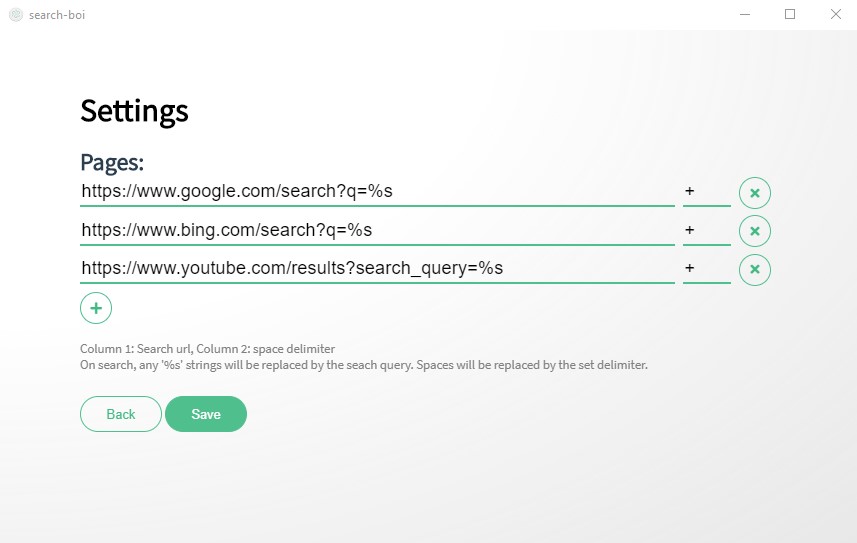 search-boi
Settings
Pages:
https://www.google.com/search?q=%s +
https://www.bing.com/search?q=%s +
https://www.youtube.com/results?search_query=%s +
Column 1: Search url, Column 2: space delimiter
On search, any '%s' strings will be replaced by the seach query. Spaces will be replaced by the set delimiter.
Back Save